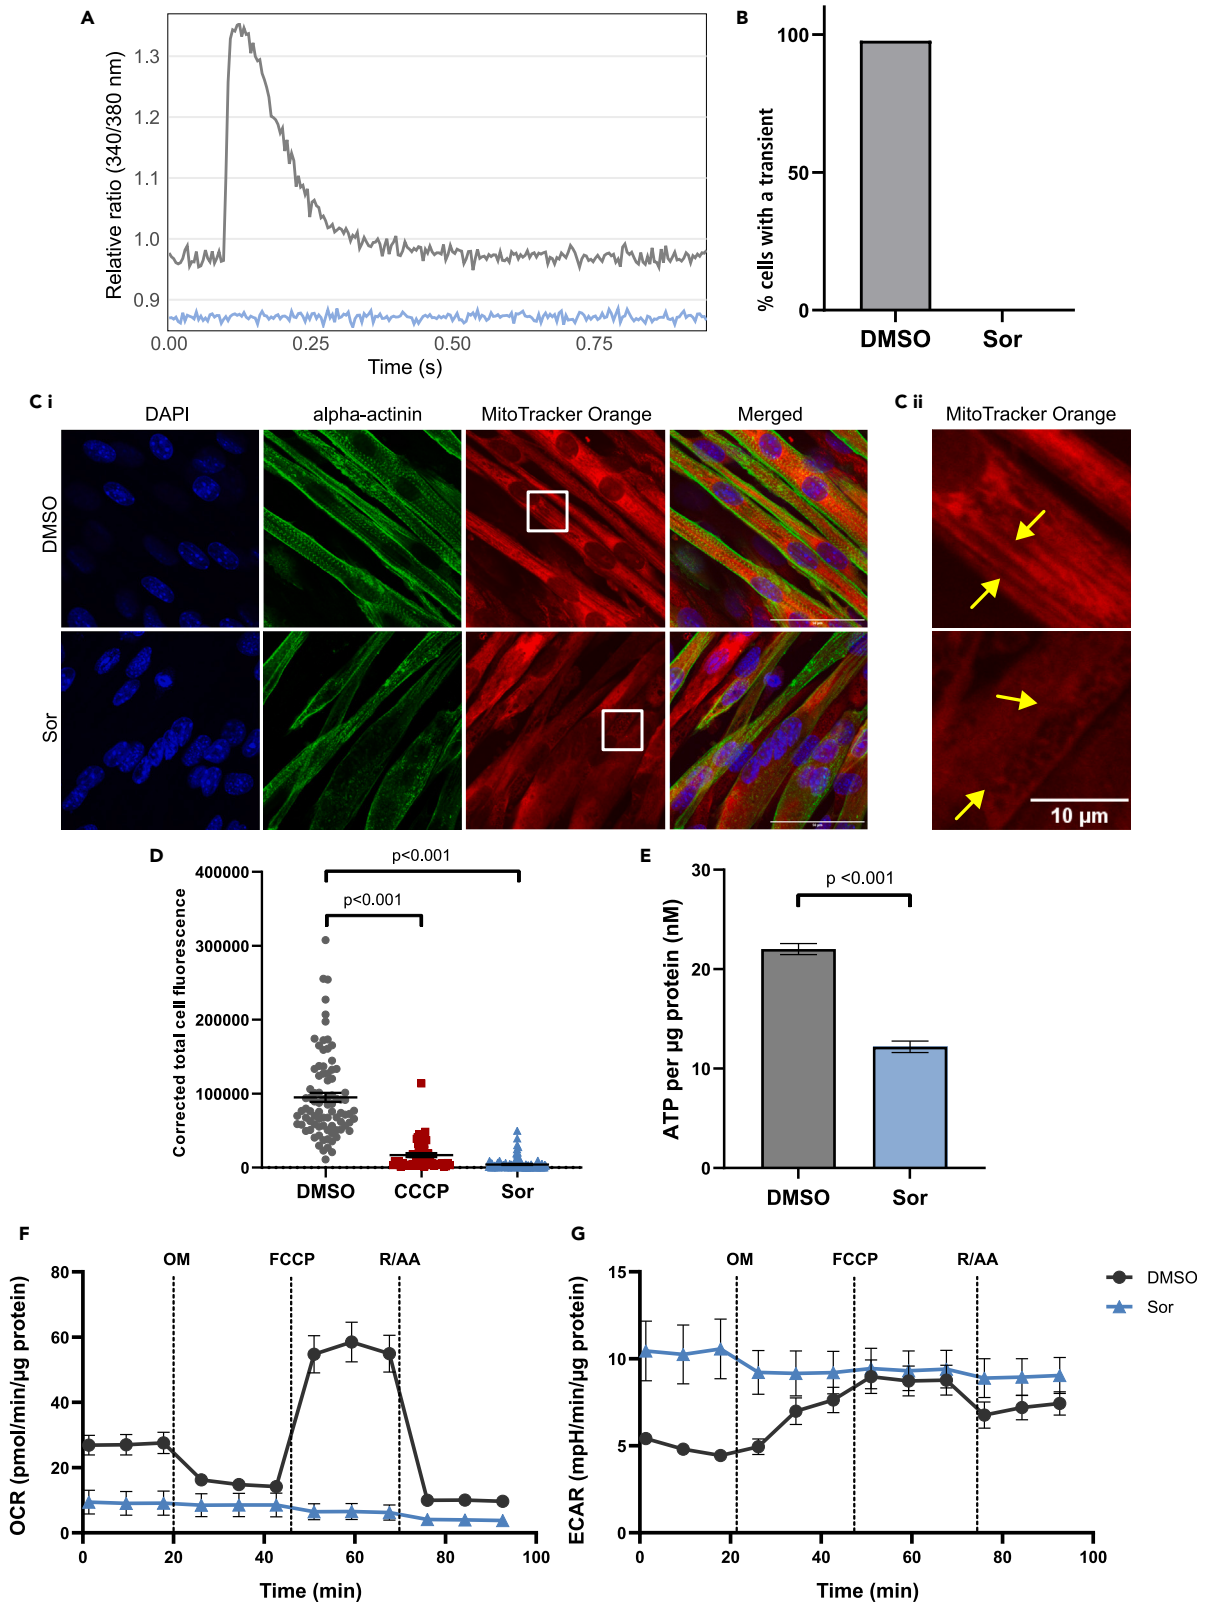 A
Relative ratio (340/380 nm)
1.3
1.2
1.1
1.0
0.9
0.00
0.25
0.50
0.75
Time (s)
B
% cells with a transient
100
50
0
DMSO
Sor
C i
DAPI
alpha-actinin
MitoTracker Orange
Merged
C ii
MitoTracker Orange
DMSO
Sor
10 µm
D
Corrected total cell fluorescence
400000
300000
200000
100000
0
p<0.001
p<0.001
DMSO
CCCP
Sor
E
ATP per µg protein (nM)
30
20
10
0
p <0.001
DMSO
Sor
F
OCR (pmol/min/µg protein)
80
60
40
20
0
OM
FCCP
R/AA
0
20
40
60
80
100
Time (min)
G
ECAR (mpH/min/µg protein)
15
10
5
0
OM
FCCP
R/AA
0
20
40
60
80
100
Time (min)
DMSO
Sor